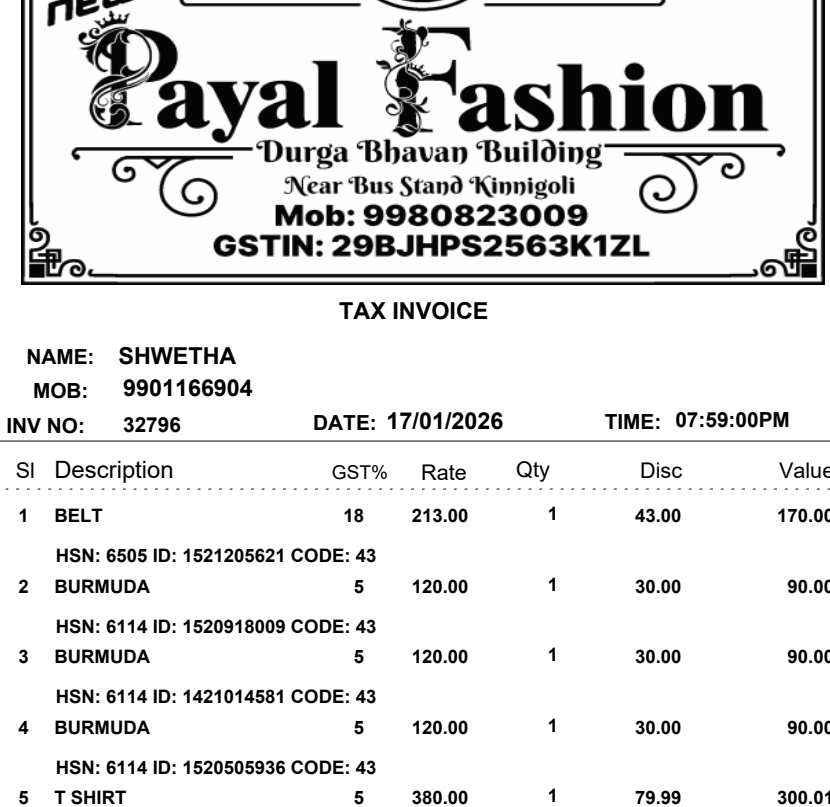 new
Payal Fashion
Durga Bhavan Building
Near Bus Stand Kinnigoli
Mob: 9980823009
GSTIN: 29BJHPS2563K1ZL
TAX INVOICE
NAME: SHWETHA
MOB: 9901166904
INV NO: 32796 DATE: 17/01/2026 TIME: 07:59:00PM
Sl Description GST% Rate Qty Disc Value
1 BELT 18 213.00 1 43.00 170.00
HSN: 6505 ID: 1521205621 CODE: 43
2 BURMUDA 5 120.00 1 30.00 90.00
HSN: 6114 ID: 1520918009 CODE: 43
3 BURMUDA 5 120.00 1 30.00 90.00
HSN: 6114 ID: 1421014581 CODE: 43
4 BURMUDA 5 120.00 1 30.00 90.00
HSN: 6114 ID: 1520505936 CODE: 43
5 T SHIRT 5 380.00 1 79.99 300.01